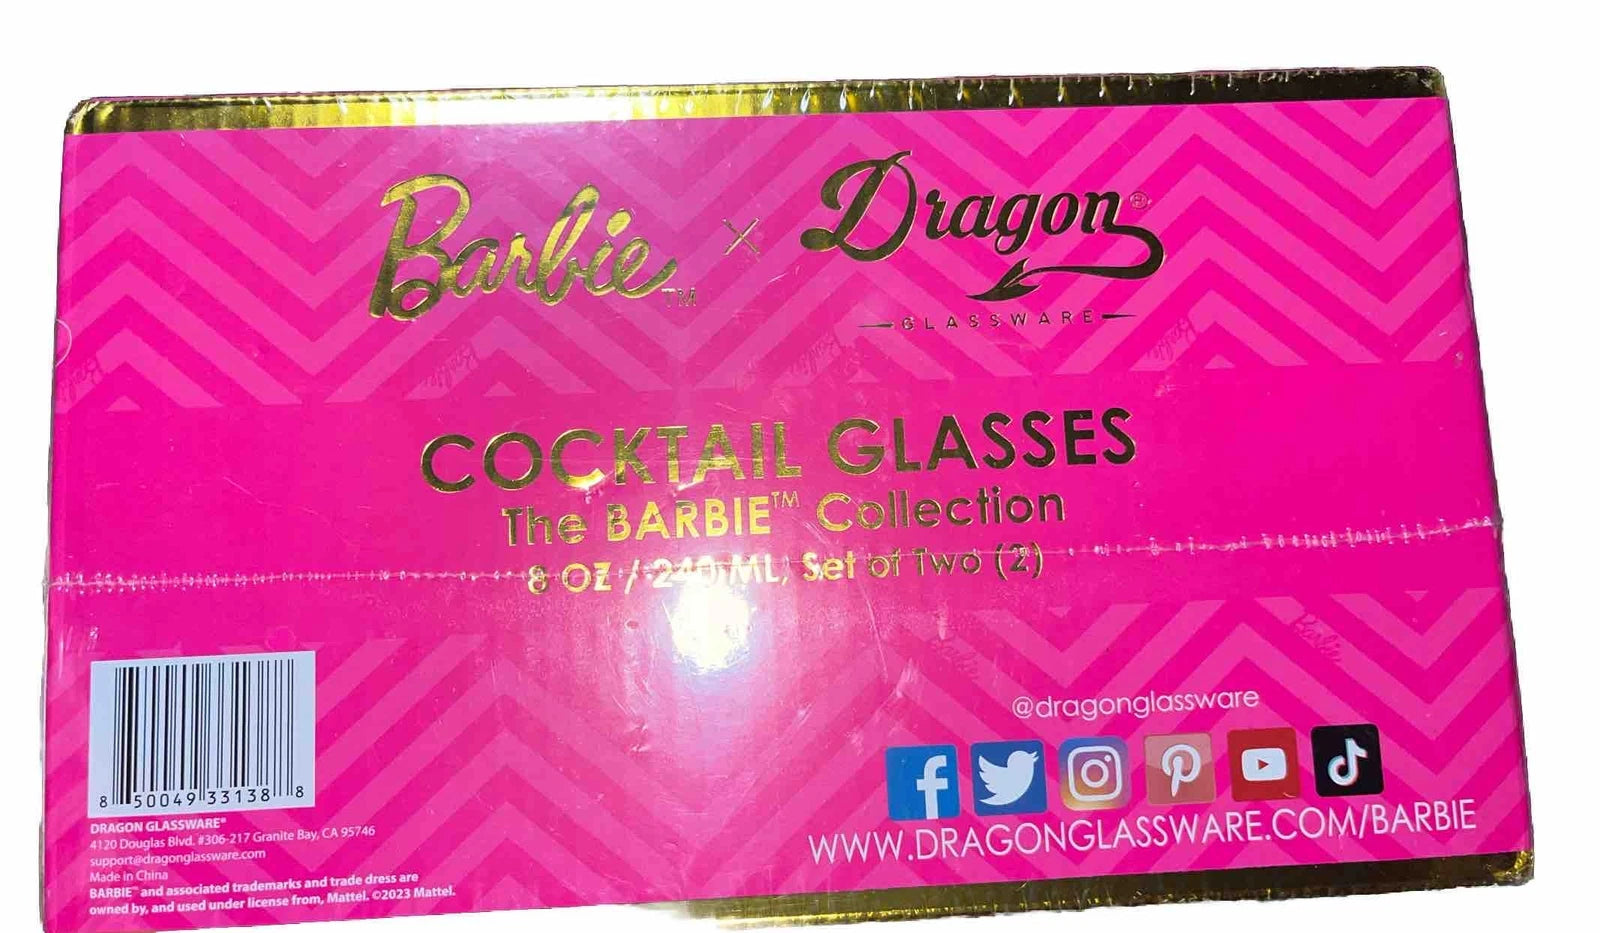 Barbie™ X Dragon®
GLASSWARE
COCKTAIL GLASSES
The BARBIE™ Collection
8 OZ / 240 ML, Set of Two (2)
@dragonglassware
WWW.DRAGONGLASSWARE.COM/BARBIE
8 50049 33138 8
DRAGON GLASSWARE®
4120 Douglas Blvd. #306-217 Granite Bay, CA 95746
support@dragonglassware.com
Made in China
BARBIE™ and associated trademarks and trade dress are
owned by, and used under license from, Mattel. ©2023 Mattel.